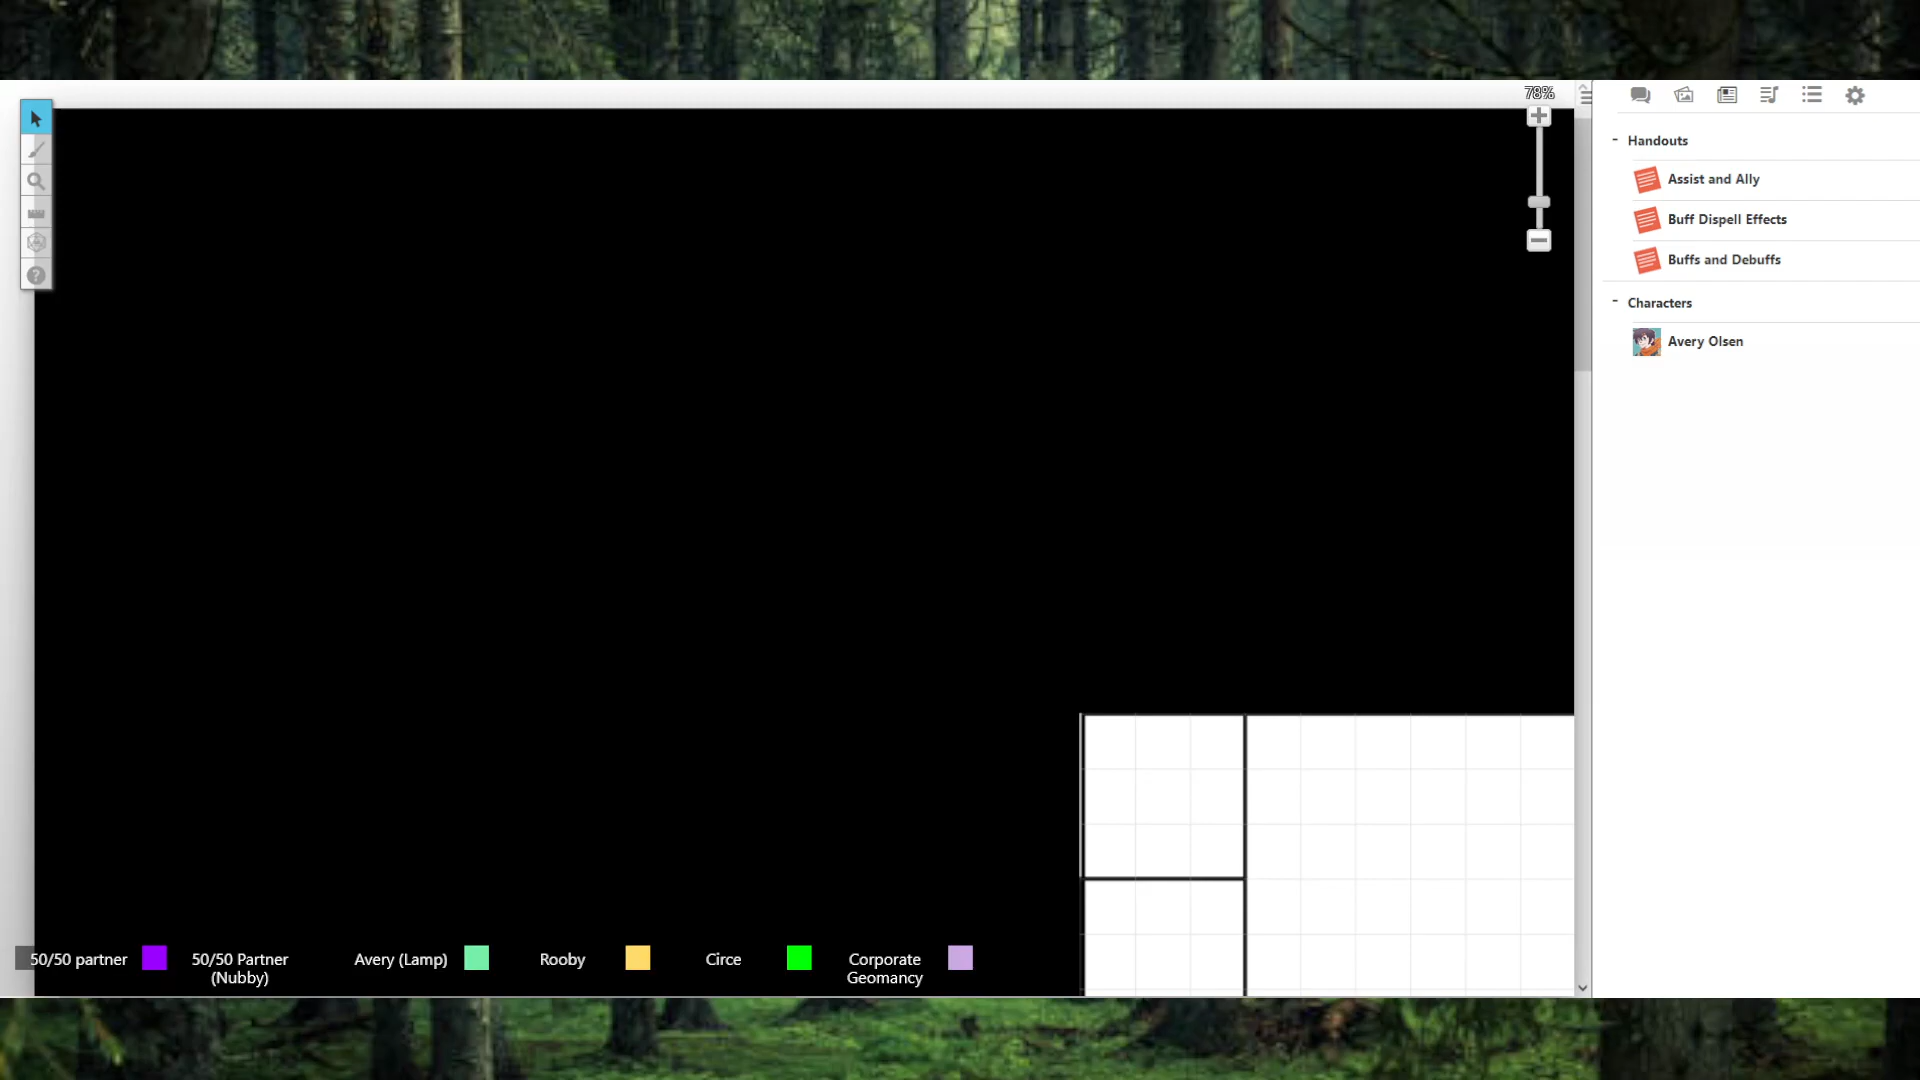 78%
Handouts
Assist and Ally
Buff Dispell Effects
Buffs and Debuffs
Characters
Avery Olsen
50/50 partner
50/50 Partner
(Nubby)
Avery (Lamp)
Rooby
Circe
Corporate
Geomancy